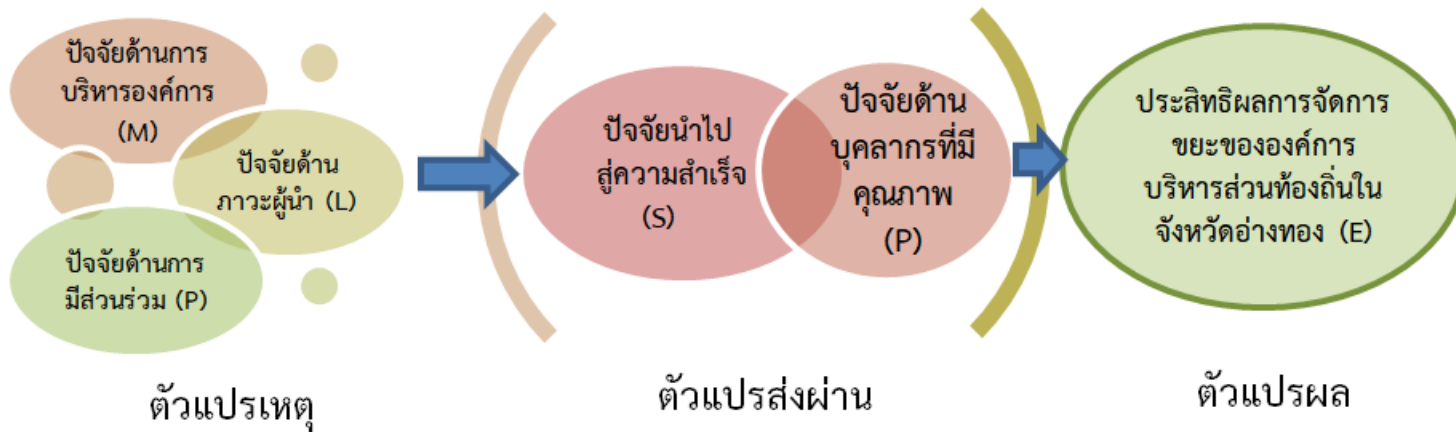 ปัจจัยด้านการ
บริหารองค์การ
(M)
ปัจจัยด้าน
ภาวะผู้นำ (L)
ปัจจัยด้านการ
มีส่วนร่วม (P)
ปัจจัยนำไป
สู่ความสำเร็จ
(S)
ปัจจัยด้าน
บุคลากรที่มี
คุณภาพ
(P)
ประสิทธิผลการจัดการ
ขยะขององค์การ
บริหารส่วนท้องถิ่นใน
จังหวัดอ่างทอง (E)
ตัวแปรเหตุ
ตัวแปรส่งผ่าน
ตัวแปรผล